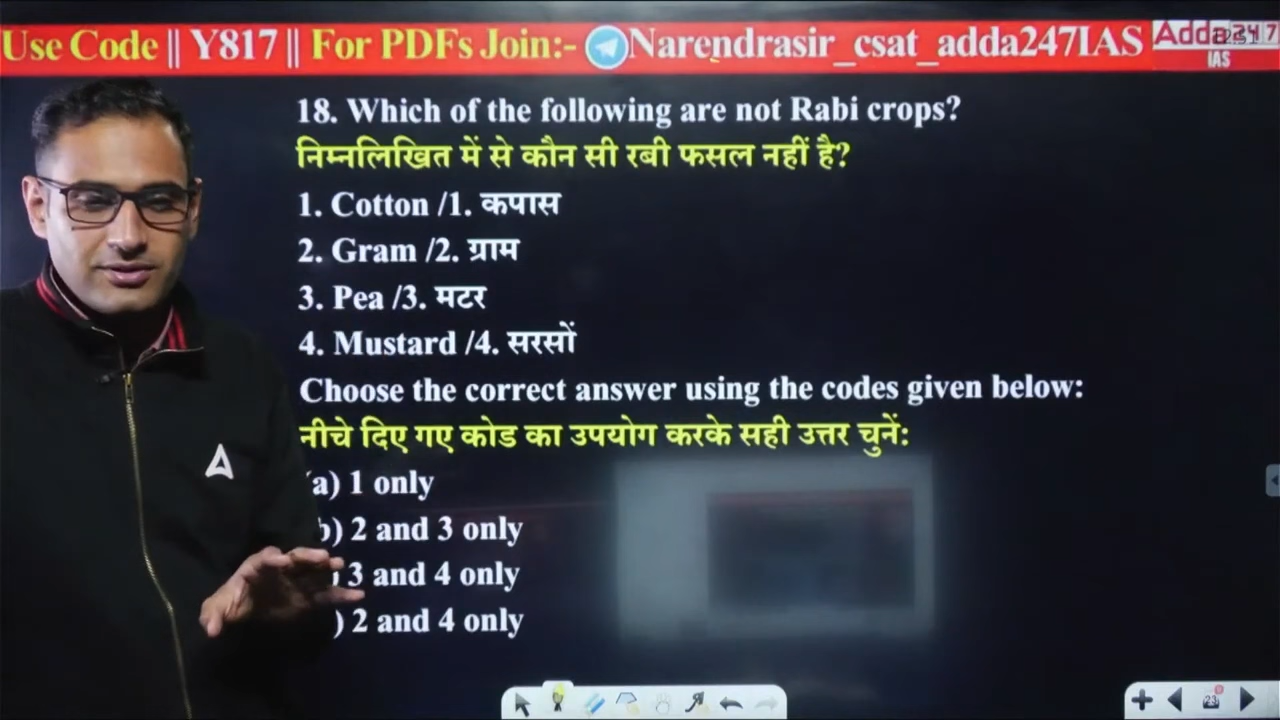 Use Code || Y817 || For PDFs Join:- Narendrasir_csat_adda247IAS
Adda247
IAS
18. Which of the following are not Rabi crops?
निम्नलिखित में से कौन सी रबी फसल नहीं है?
1. Cotton /1. कपास
2. Gram /2. ग्राम
3. Pea /3. मटर
4. Mustard /4. सरसों
Choose the correct answer using the codes given below:
नीचे दिए गए कोड का उपयोग करके सही उत्तर चुनें:
a) 1 only
b) 2 and 3 only
) 3 and 4 only
) 2 and 4 only
23